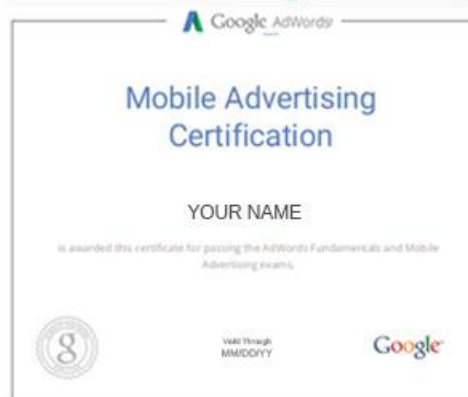 Google AdWords
Mobile Advertising
Certification
YOUR NAME
is awarded this certificate for passing the AdWords Fundamentals and Mobile
Advertising exams.
Valid Through
MM/DD/YY
Google
g